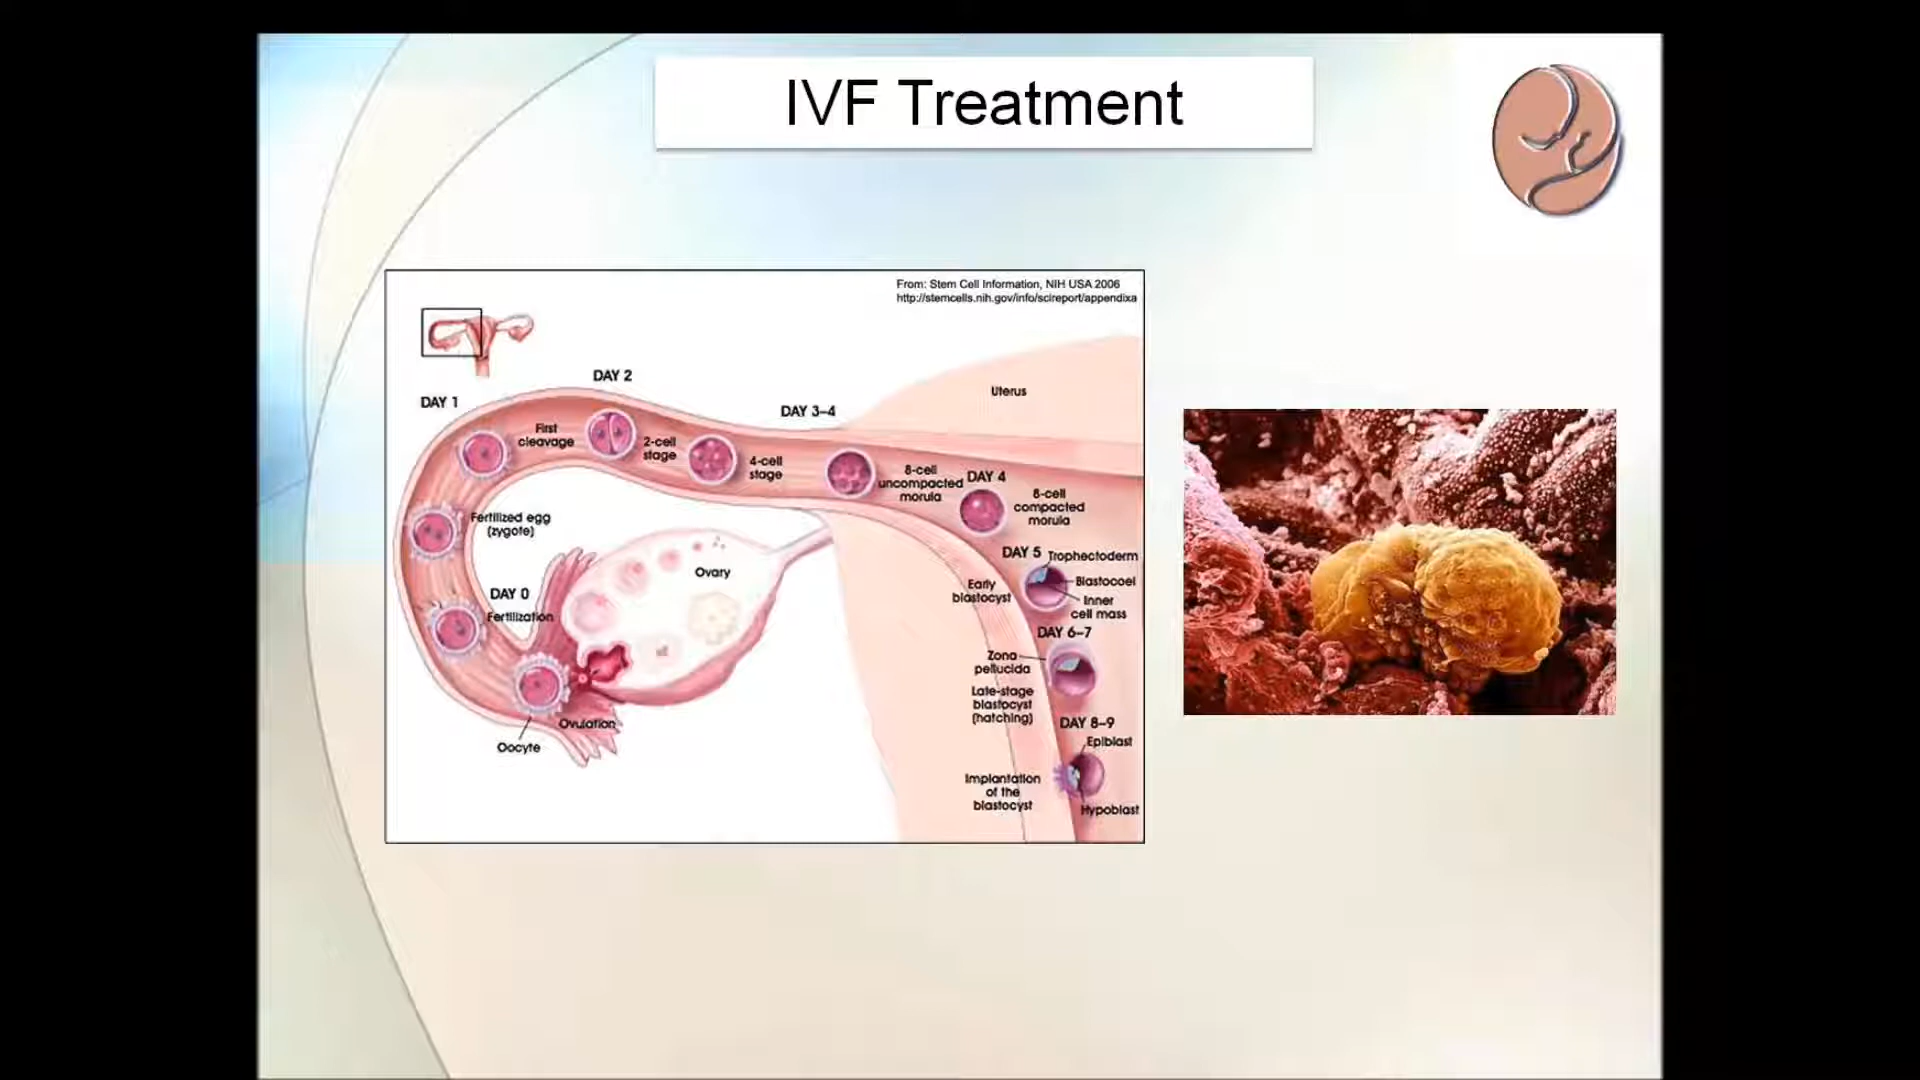 IVF Treatment
From: Stem Cell Information, NIH USA 2006
http://stemcells.nih.gov/info/scireport/appendixa
DAY 1
DAY 2
DAY 3–4
Uterus
First
cleavage
2-cell
stage
4-cell
stage
8-cell
uncompacted
morula
DAY 4
8-cell
compacted
morula
Fertilized egg
(zygote)
DAY 0
Fertilization
Ovary
DAY 5
Trophectoderm
Early
blastocyst
Blastocoel
Inner
cell mass
DAY 6–7
Zona
pellucida
Late-stage
blastocyst
(hatching)
DAY 8–9
Epiblast
Implantation
of the
blastocyst
Hypoblast
Ovulation
Oocyte